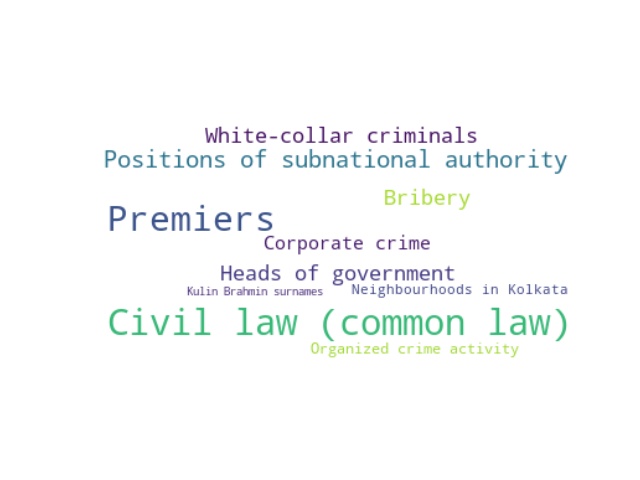 White-collar criminals
Positions of subnational authority
Bribery
Premiers
Corporate crime
Heads of government
Kulin Brahmin surnames
Neighbourhoods in Kolkata
Civil law (common law)
Organized crime activity